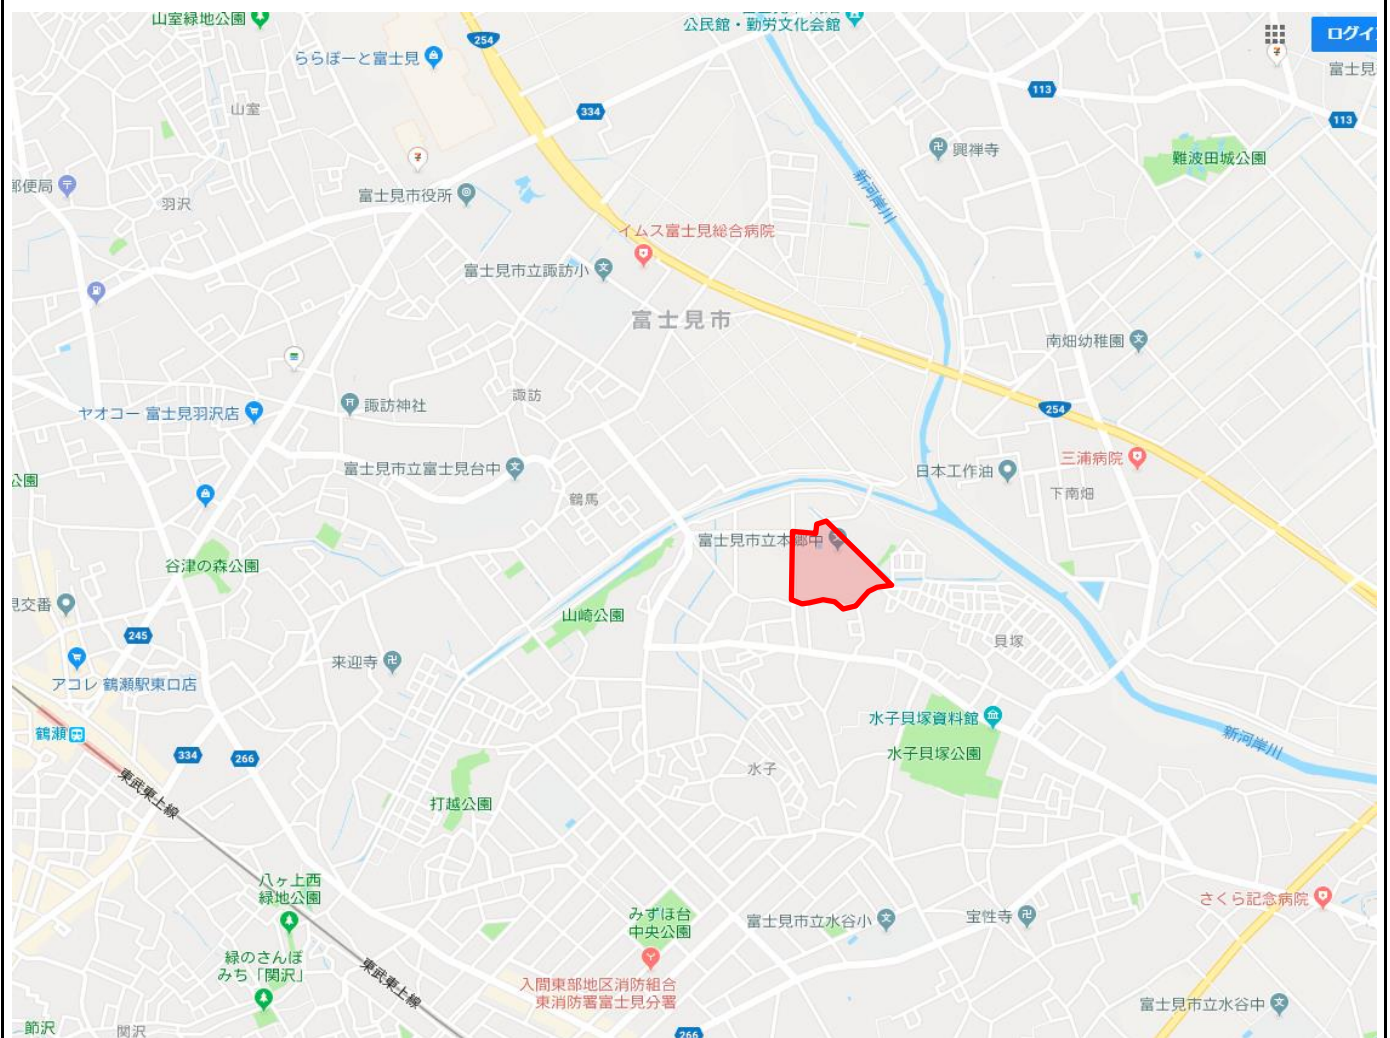 山室緑地公園
公民館・勤労文化会館
254
ログイ
ららぽーと富士見
富士見
山室
334
113
113
興禅寺
難波田城公園
郵便局
富士見市役所
羽沢
新河岸川
イムス富士見総合病院
富士見市立諏訪小
富士見市
南畑幼稚園
諏訪
諏訪神社
ヤオコー 富士見羽沢店
254
三浦病院
富士見市立富士見台中
日本工作油
公園
鶴馬
下南畑
富士見市立本郷中
谷津の森公園
見交番
山崎公園
245
貝塚
来迎寺
アコレ 鶴瀬駅東口店
水子貝塚資料館
鶴瀬
新河岸川
334
266
水子貝塚公園
水子
東武東上線
打越公園
八ヶ上西
緑地公園
さくら記念病院
みずほ台
中央公園
富士見市立水谷小
宝性寺
緑のさんぽ
みち「関沢」
東武東上線
入間東部地区消防組合
東消防署富士見分署
富士見市立水谷中
節沢
関沢
266